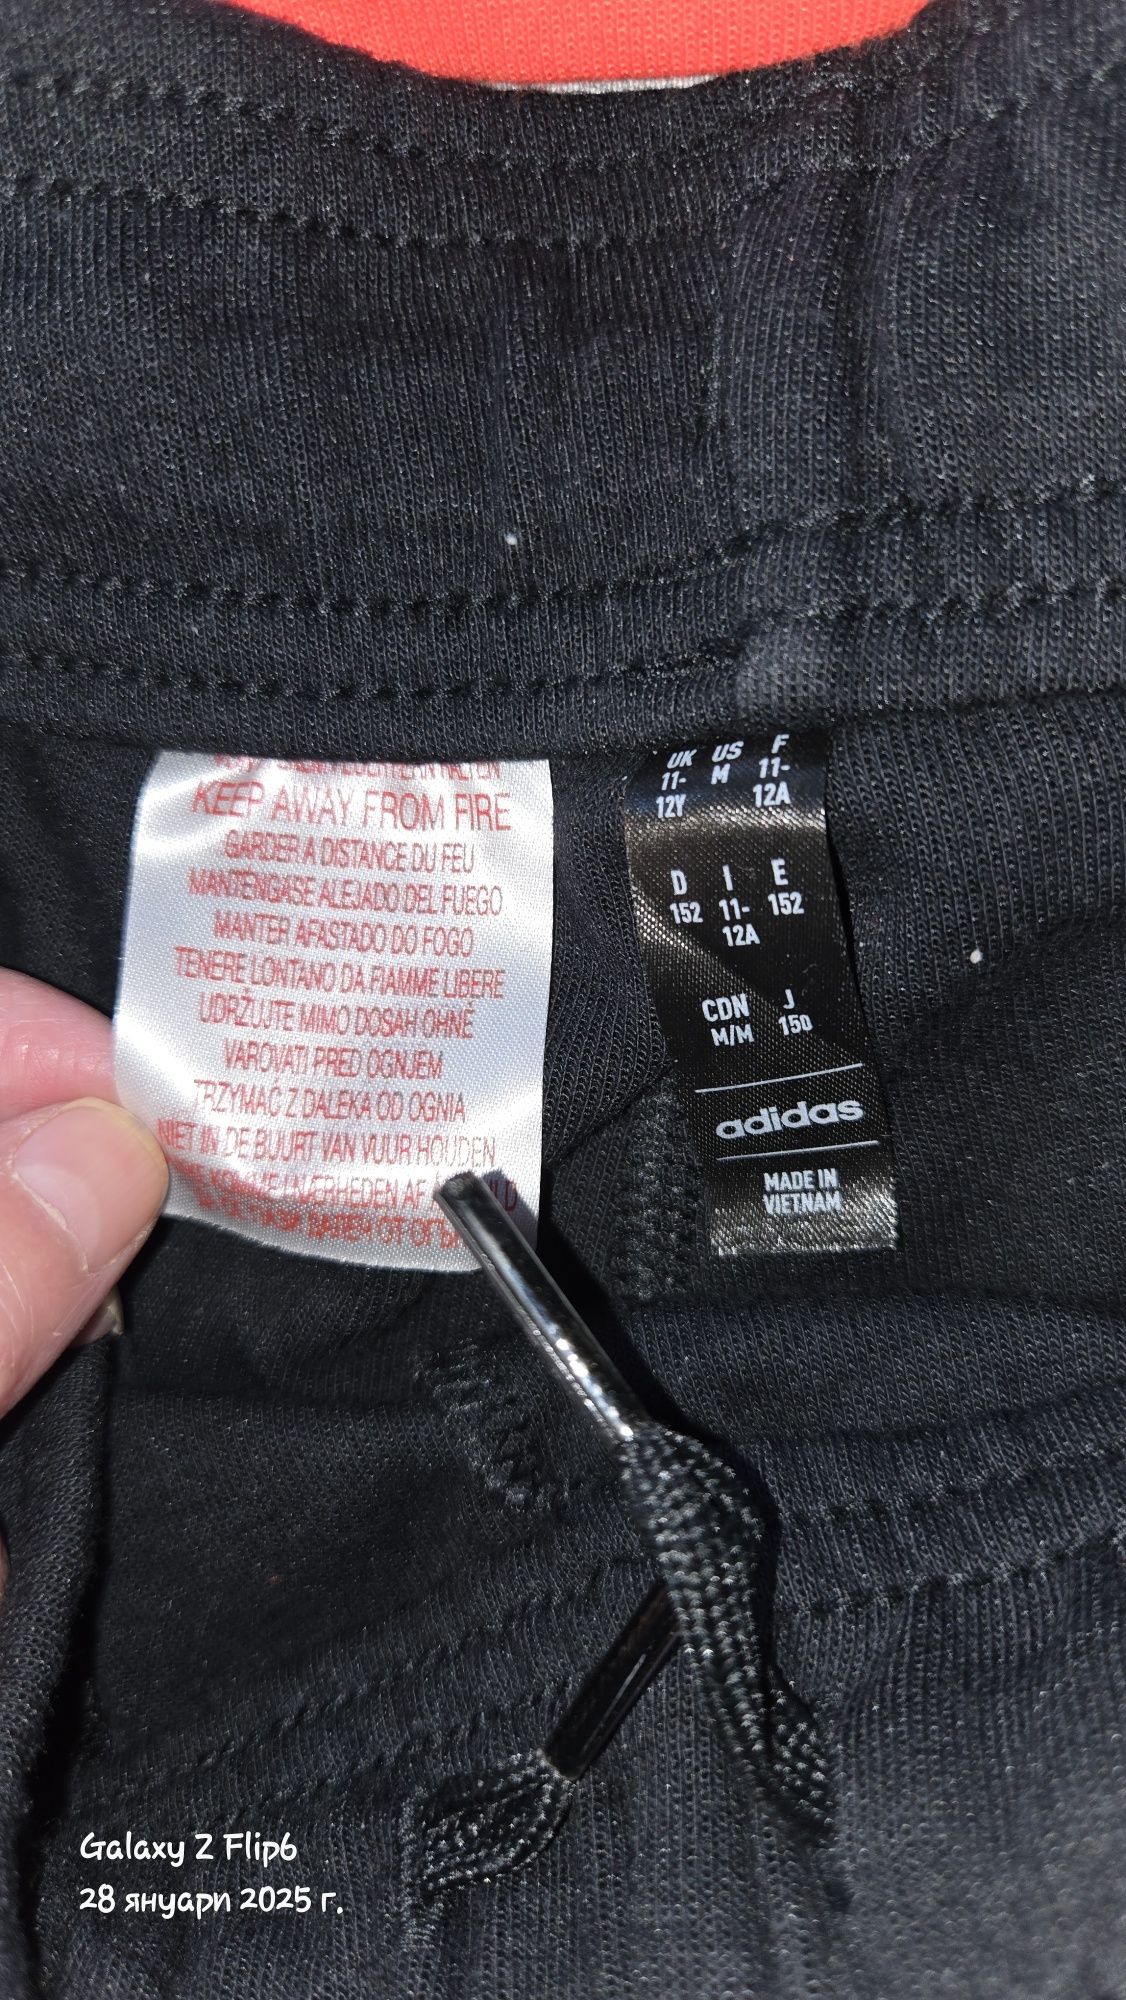 KEEP AWAY FROM FIRE
GARDER A DISTANCE DU FEU
MANTENGASE ALEJADO DEL FUEGO
MANTER AFASTADO DO FOGO
TENERE LONTANO DA FIAMME LIBERE
UDRŽUJTE MIMO DOSAH OHNĚ
VAROVATI PRED OGNJEM
TRZYMAĆ Z DALEKA OD OGNIA
NIET IN DE BUURT VAN VUUR HOUDEN
AF
ОТ
UK US F
11- M 11-
12Y 12A
D I E
152 11- 152
12A
CDN J
M/M 150
adidas
MADE IN
VIETNAM
Galaxy Z Flip6
28 януари 2025 г.